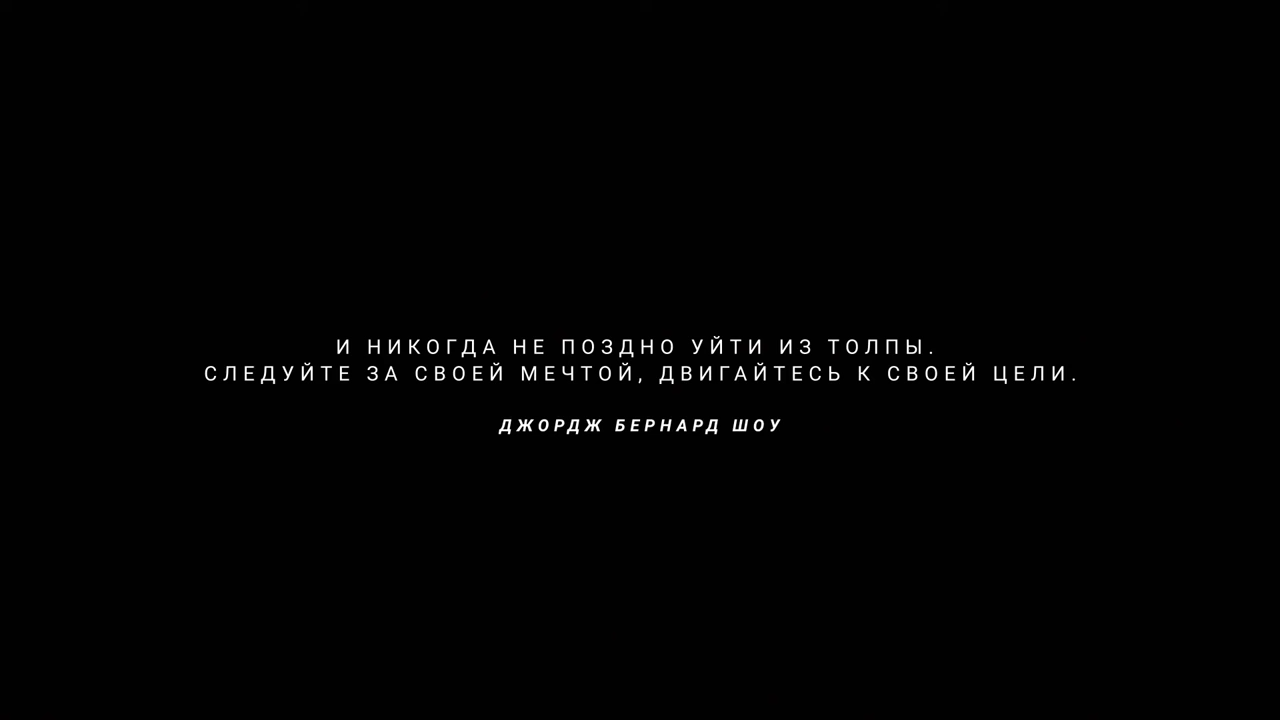 И НИКОГДА НЕ ПОЗДНО УЙТИ ИЗ ТОЛПЫ.
СЛЕДУЙТЕ ЗА СВОЕЙ МЕЧТОЙ, ДВИГАЙТЕСЬ К СВОЕЙ ЦЕЛИ.
ДЖОРДЖ БЕРНАРД ШОУ